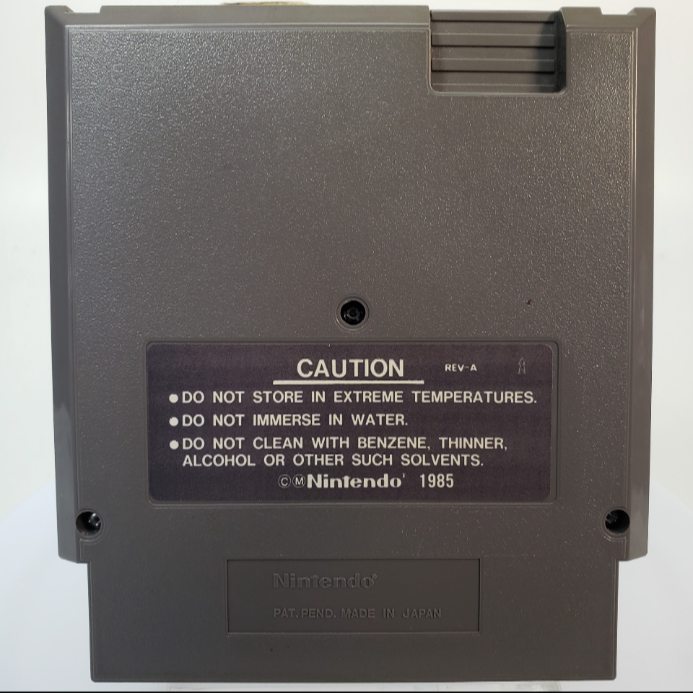 CAUTION REV-A
● DO NOT STORE IN EXTREME TEMPERATURES.
● DO NOT IMMERSE IN WATER.
● DO NOT CLEAN WITH BENZENE, THINNER,
ALCOHOL OR OTHER SUCH SOLVENTS.
©Ⓜ Nintendo 1985
Nintendo®
PAT. PEND. MADE IN JAPAN